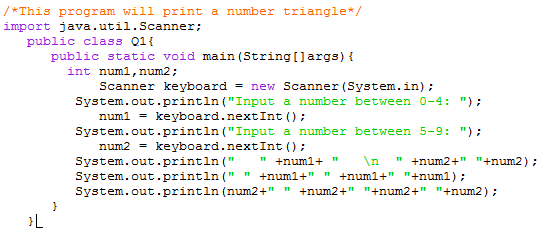 /*This program will print a number triangle*/
import java.util.Scanner;
   public class Q1{
      public static void main(String[]args){
        int num1,num2;
            Scanner keyboard = new Scanner(System.in);
         System.out.println("Input a number between 0-4: ");
            num1 = keyboard.nextInt();
         System.out.println("Input a number between 5-9: ");
            num2 = keyboard.nextInt();
         System.out.println("   " +num1+ "   \n  " +num2+" "+num2);
         System.out.println(" " +num1+" " +num1+" "+num1);
         System.out.println(num2+" " +num2+" "+num2+" "+num2);
      }
   }